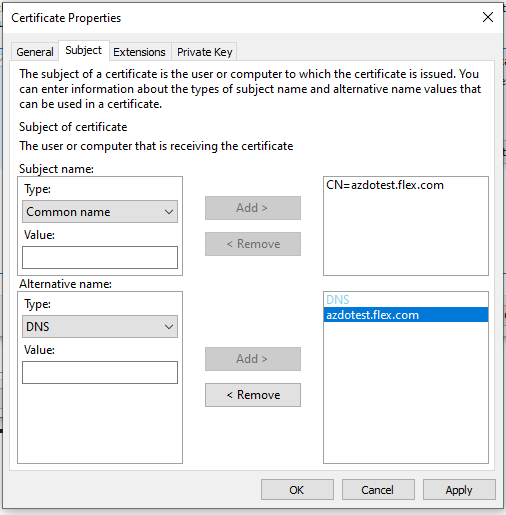 Certificate Properties
General
Subject
Extensions
Private Key
The subject of a certificate is the user or computer to which the certificate is issued. You
can enter information about the types of subject name and alternative name values that
can be used in a certificate.
Subject of certificate
The user or computer that is receiving the certificate
Subject name:
Type:
Common name
Value:
Add >
< Remove
CN=azdotest.flex.com
Alternative name:
Type:
DNS
Value:
Add >
< Remove
DNS
azdotest.flex.com
OK
Cancel
Apply